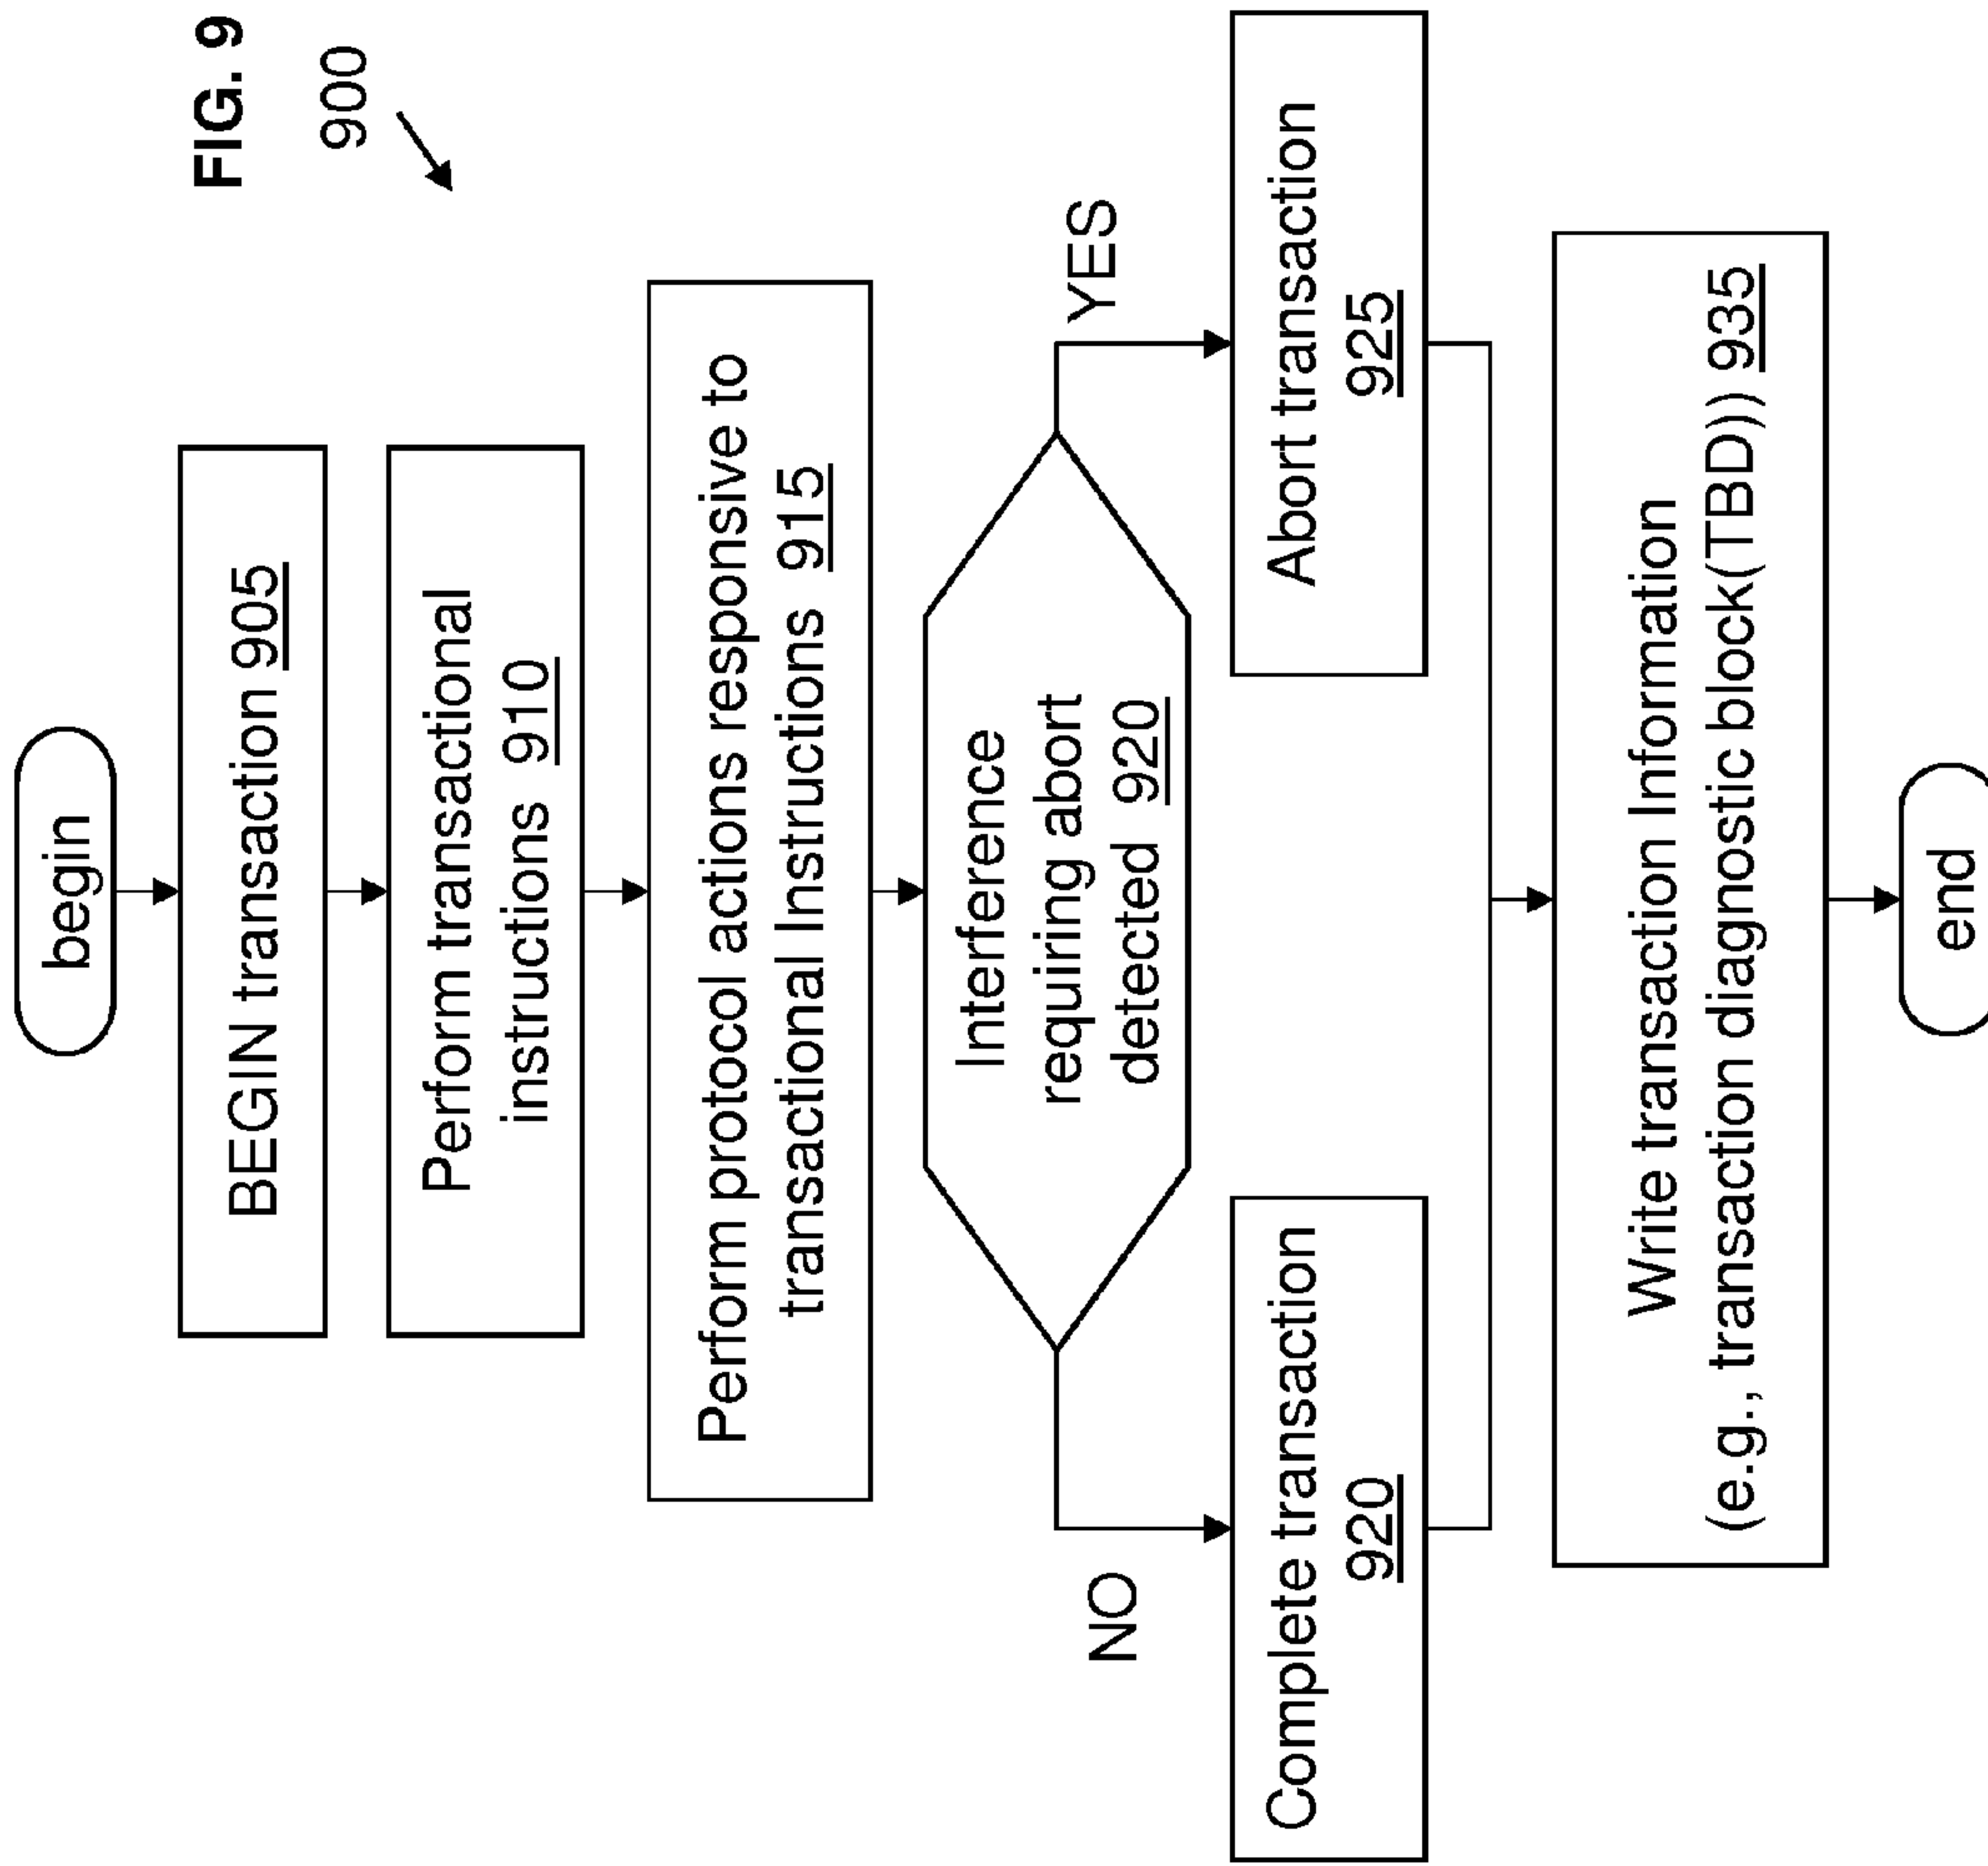 FIG. 9
900
begin
BEGIN transaction 905
Perform transactional
instructions 910
Perform protocol actions responsive to
transactional Instructions 915
Interference
requiring abort
detected 920
NO
YES
Complete transaction
920
Abort transaction
925
Write transaction Information
(e.g., transaction diagnostic block(TBD)) 935
end